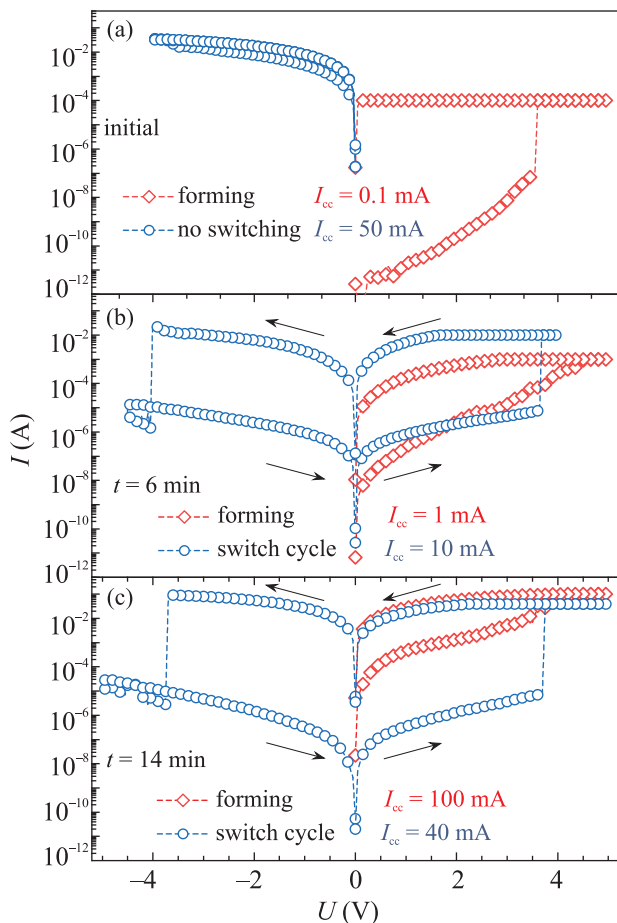 (a)
10⁻²
10⁻⁴
initial
10⁻⁶
forming I_cc = 0.1 mA
10⁻⁸
no switching I_cc = 50 mA
10⁻¹⁰
10⁻¹²
(b)
10⁻²
10⁻⁴
10⁻⁶
10⁻⁸
t = 6 min
forming I_cc = 1 mA
10⁻¹⁰
switch cycle I_cc = 10 mA
10⁻¹²
I (A)
(c)
10⁻²
10⁻⁴
10⁻⁶
10⁻⁸
t = 14 min
forming I_cc = 100 mA
10⁻¹⁰
switch cycle I_cc = 40 mA
10⁻¹²
−4 −2 0 2 4
U (V)